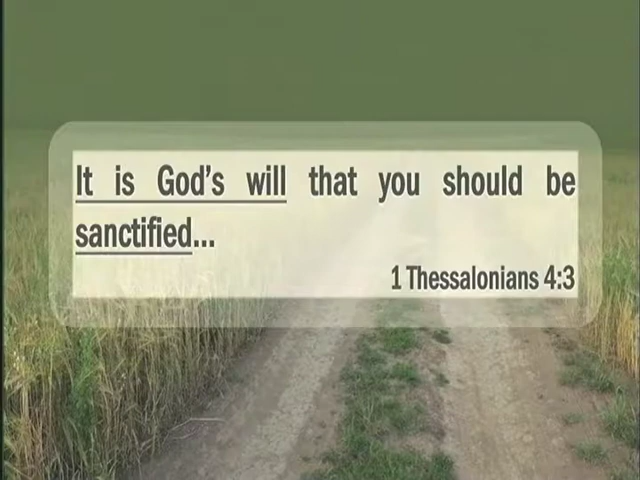 It is God's will that you should be
sanctified...
1 Thessalonians 4:3